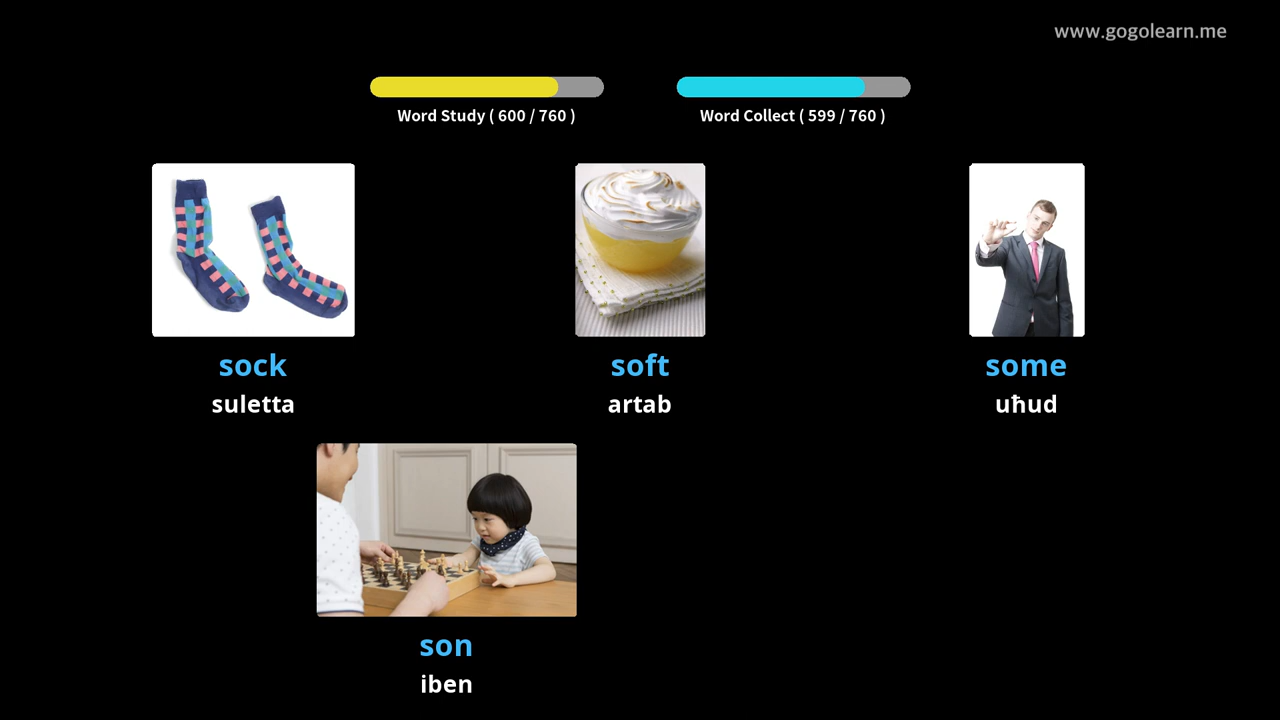 www.gogolearn.me
Word Study ( 600 / 760 )
Word Collect ( 599 / 760 )
sock
suletta
soft
artab
some
uħud
son
iben